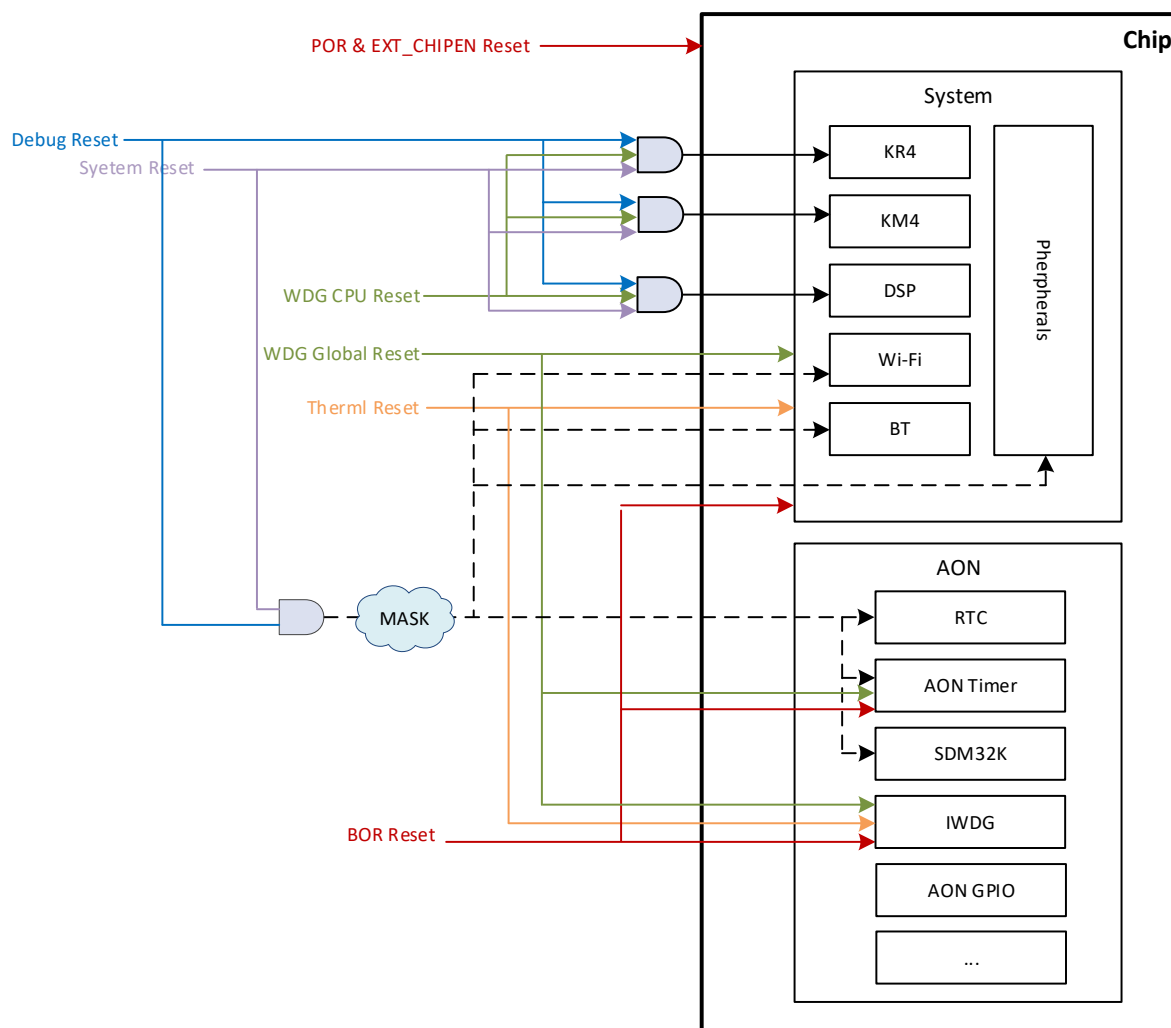 Chip
POR & EXT_CHIPEN Reset
System
Debug Reset
Syetem Reset
KR4
KM4
DSP
Pherpherals
WDG CPU Reset
WDG Global Reset
Wi-Fi
Therml Reset
BT
AON
MASK
RTC
AON Timer
SDM32K
IWDG
BOR Reset
AON GPIO
...